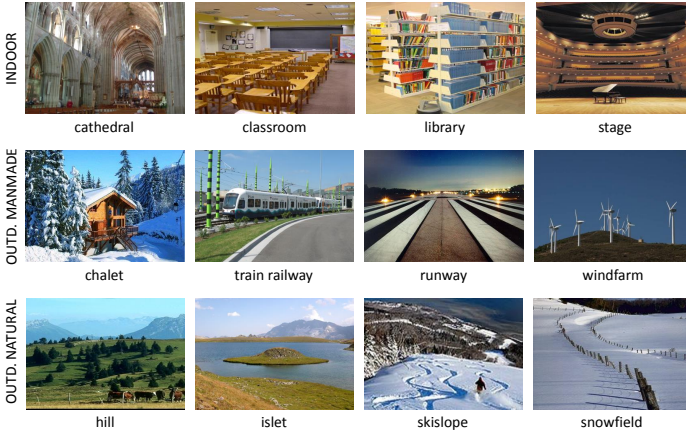 INDOOR
cathedral
classroom
library
stage
OUTD. MANMADE
chalet
train railway
runway
windfarm
OUTD. NATURAL
hill
islet
skislope
snowfield